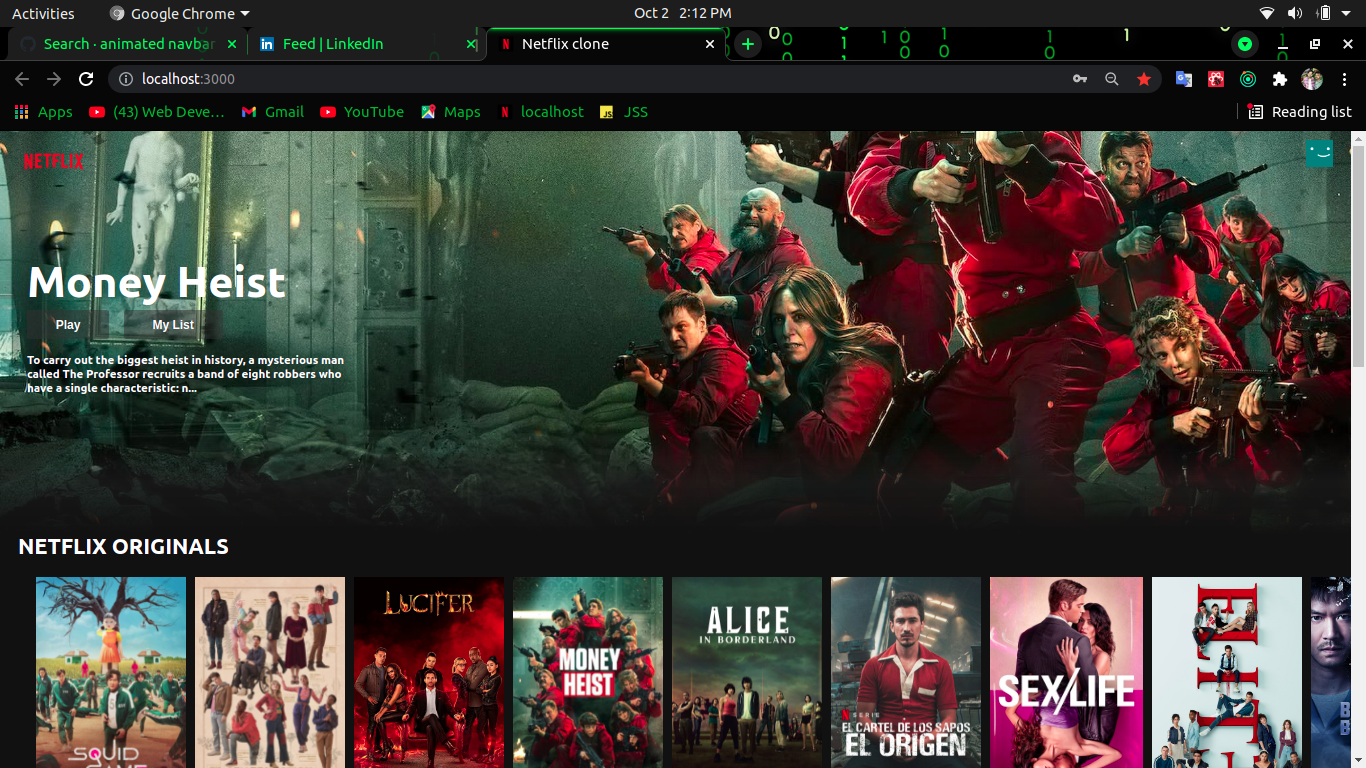 Activities
Google Chrome
Oct 2 2:12 PM
Search · animated navbar
Feed | LinkedIn
Netflix clone
localhost:3000
Apps
(43) Web Deve…
Gmail
YouTube
Maps
localhost
JSS
Reading list
NETFLIX
Money Heist
Play
My List
To carry out the biggest heist in history, a mysterious man
called The Professor recruits a band of eight robbers who
have a single characteristic: n...
NETFLIX ORIGINALS
SQUID
GAME
LUCIFER
MONEY
HEIST
ALICE
IN BORDERLAND
SERIE
EL CARTEL DE LOS SAPOS
EL ORIGEN
SEX/LIFE